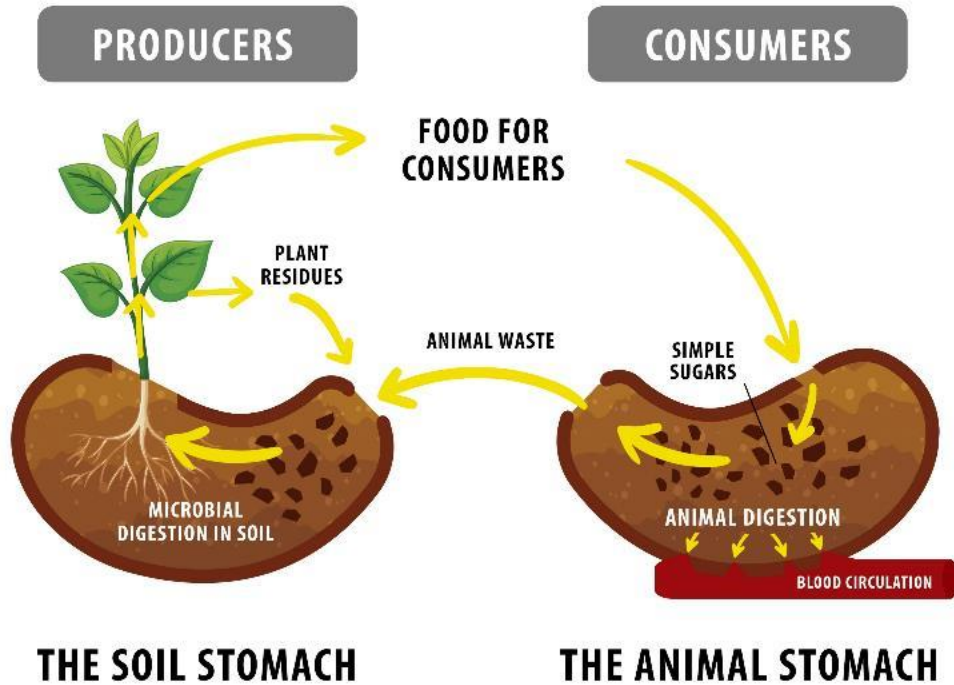 PRODUCERS
CONSUMERS
FOOD FOR
CONSUMERS
PLANT
RESIDUES
ANIMAL WASTE
SIMPLE
SUGARS
MICROBIAL
DIGESTION IN SOIL
ANIMAL DIGESTION
BLOOD CIRCULATION
THE SOIL STOMACH
THE ANIMAL STOMACH